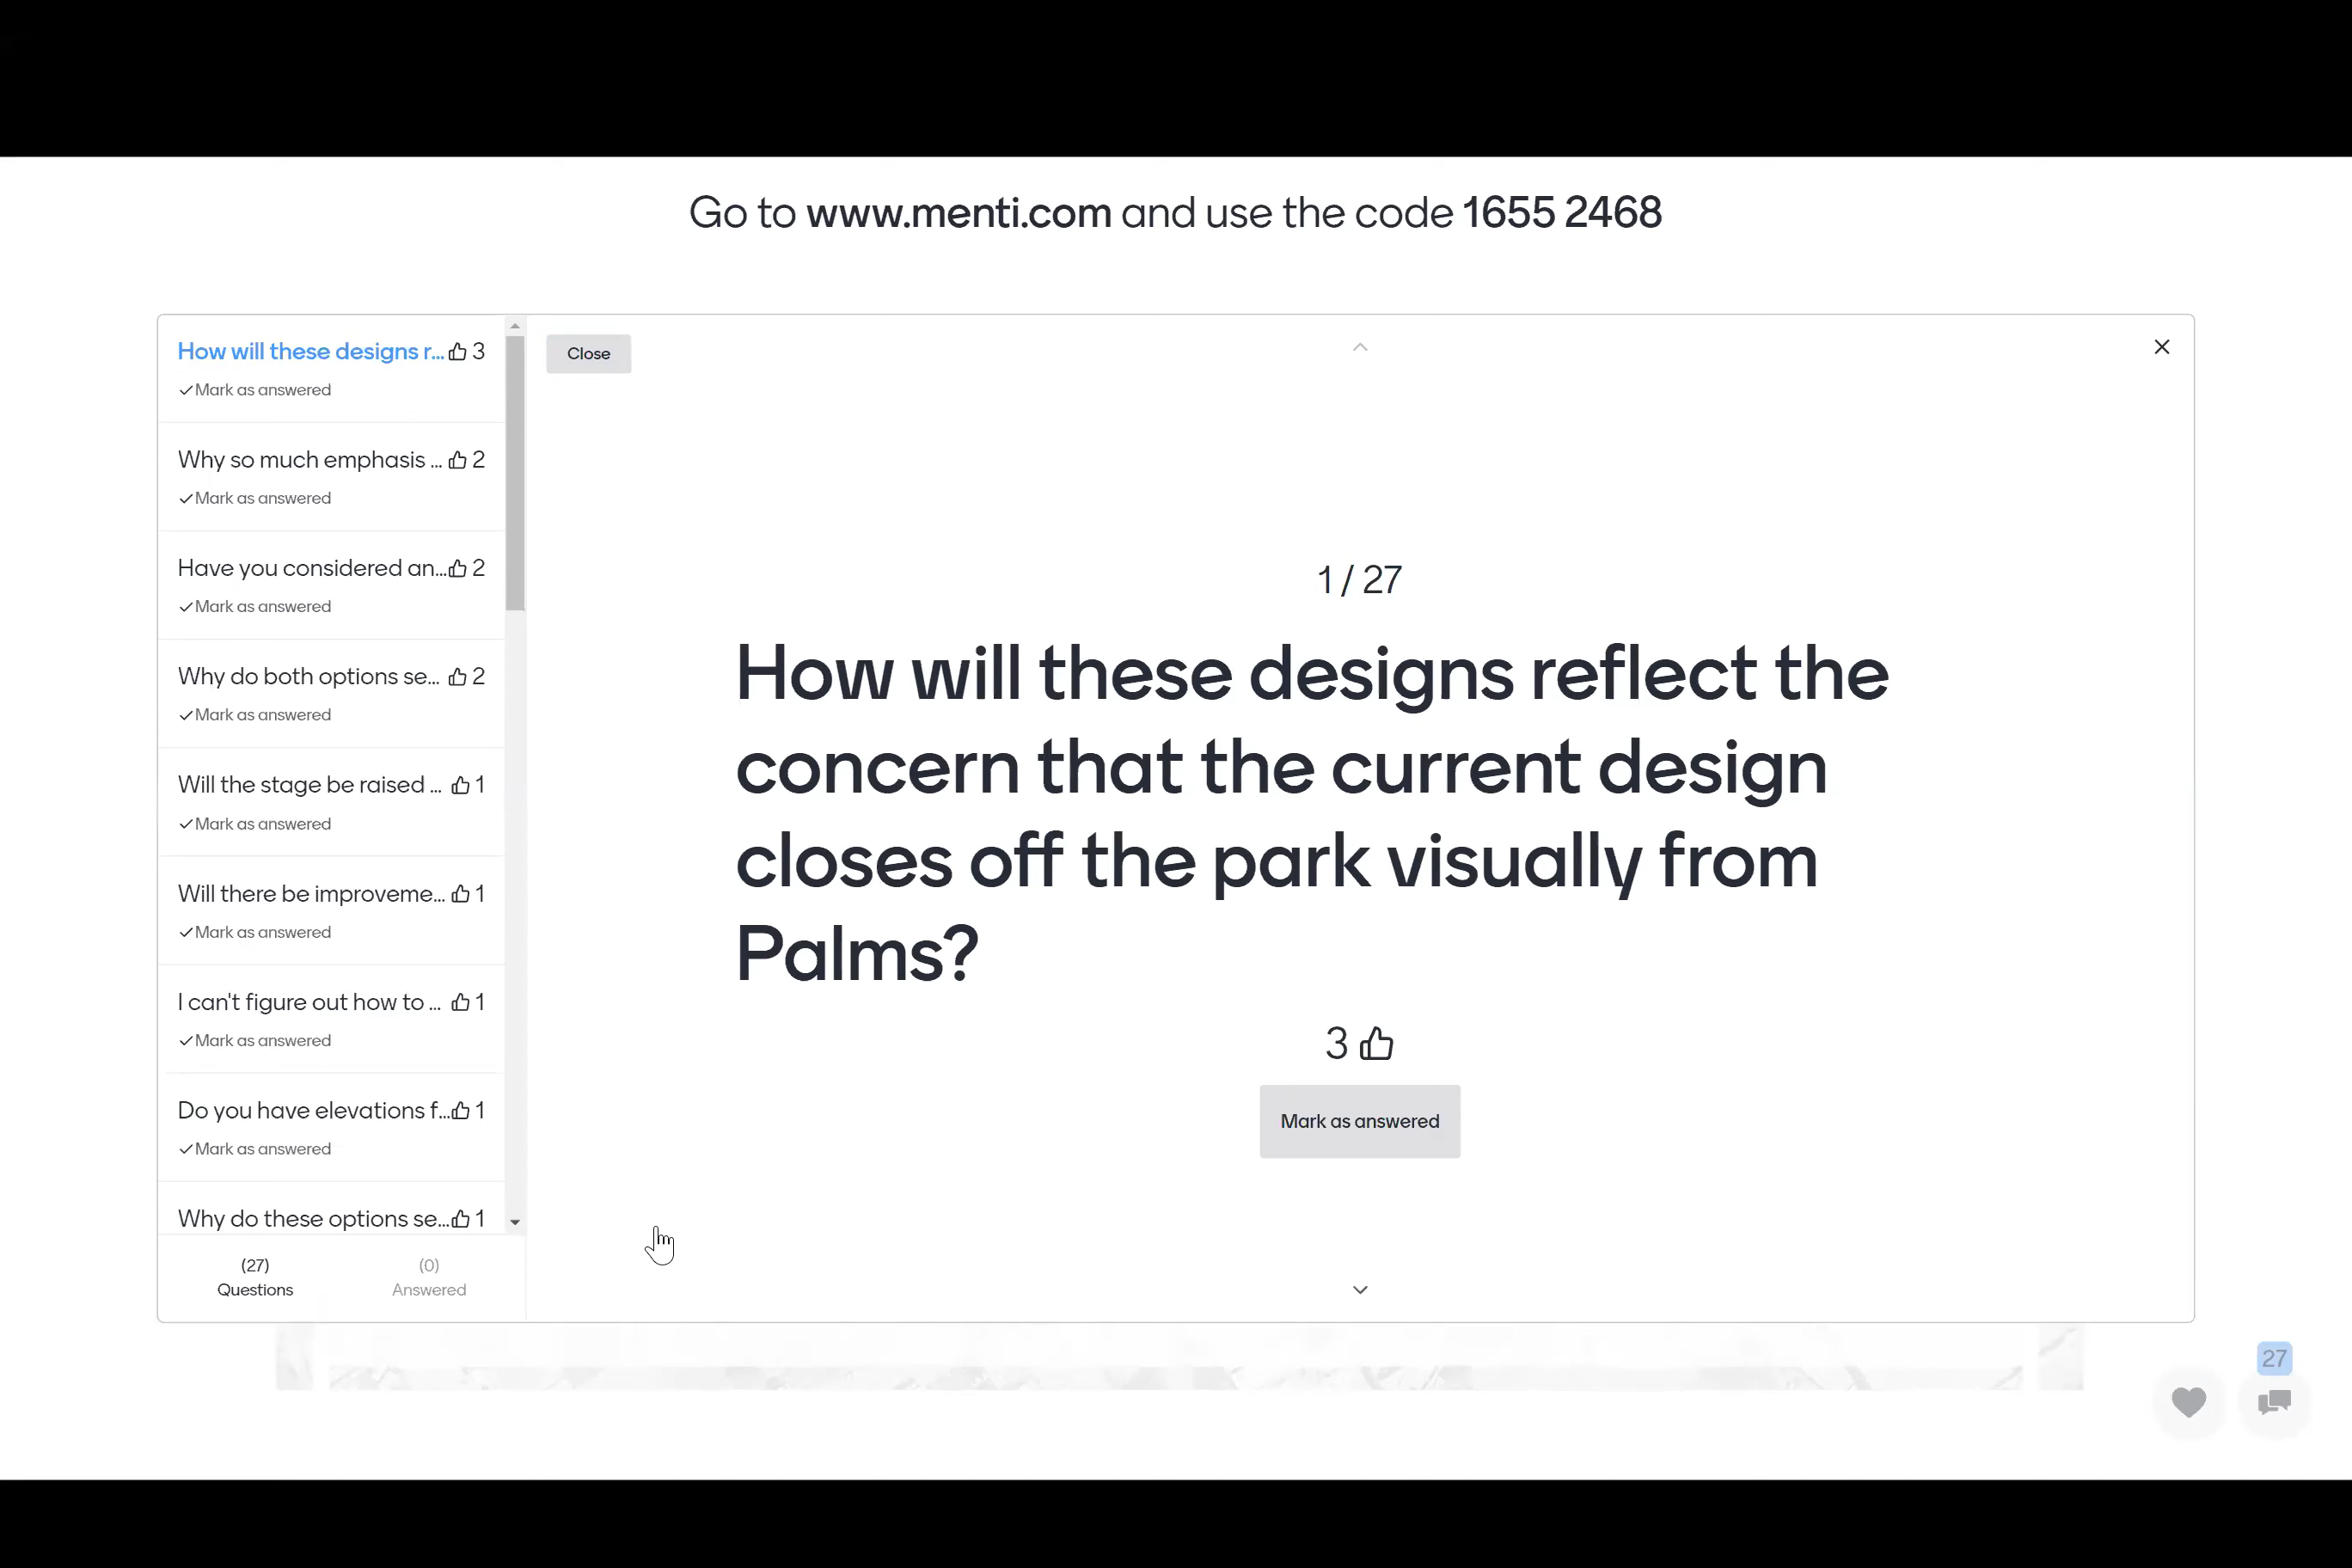 Go to www.menti.com and use the code 1655 2468
How will these designs r... 3
Mark as answered
Why so much emphasis ... 2
Mark as answered
Have you considered an... 2
Mark as answered
Why do both options se... 2
Mark as answered
Will the stage be raised ... 1
Mark as answered
Will there be improveme... 1
Mark as answered
I can't figure out how to ... 1
Mark as answered
Do you have elevations f... 1
Mark as answered
Why do these options se... 1
(27)
Questions
(0)
Answered
Close
1 / 27
How will these designs reflect the
concern that the current design
closes off the park visually from
Palms?
3
Mark as answered
27